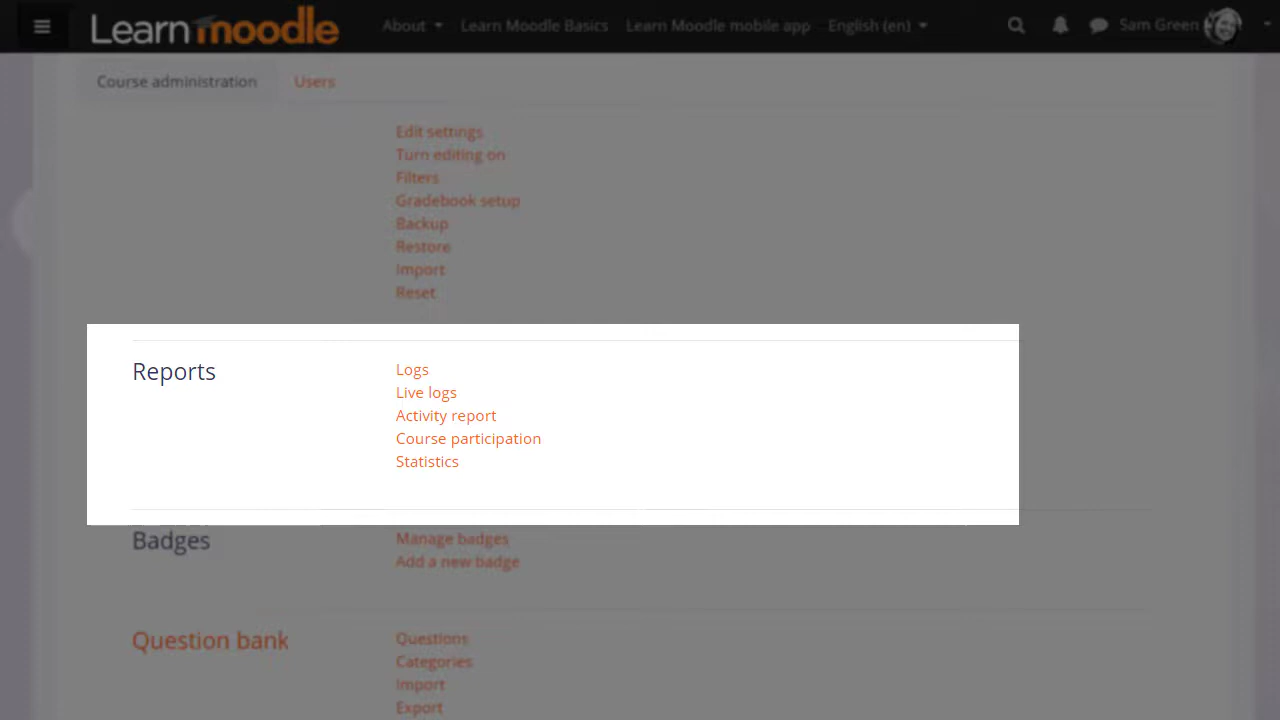 Learn moodle About Learn Moodle Basics Learn Moodle mobile app English (en) Sam Green
Course administration Users
Edit settings
Turn editing on
Filters
Gradebook setup
Backup
Restore
Import
Reset
Reports
Logs
Live logs
Activity report
Course participation
Statistics
Badges
Manage badges
Add a new badge
Question bank
Questions
Categories
Import
Export